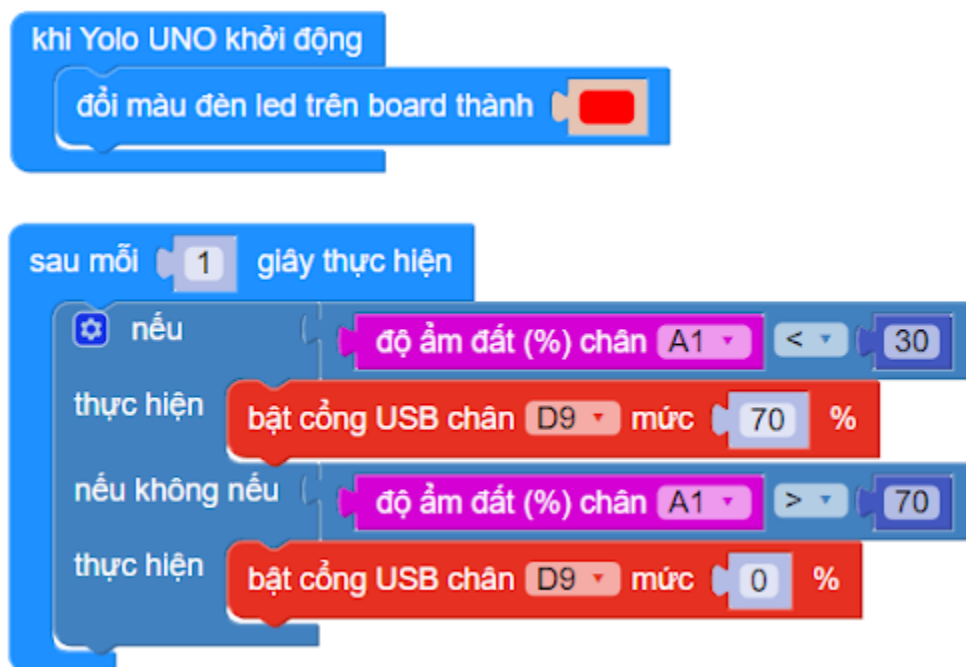 khi Yolo UNO khởi động
đổi màu đèn led trên board thành
sau mỗi 1 giây thực hiện
nếu độ ẩm đất (%) chân A1 < 30
thực hiện bật cổng USB chân D9 mức 70 %
nếu không nếu độ ẩm đất (%) chân A1 > 70
thực hiện bật cổng USB chân D9 mức 0 %